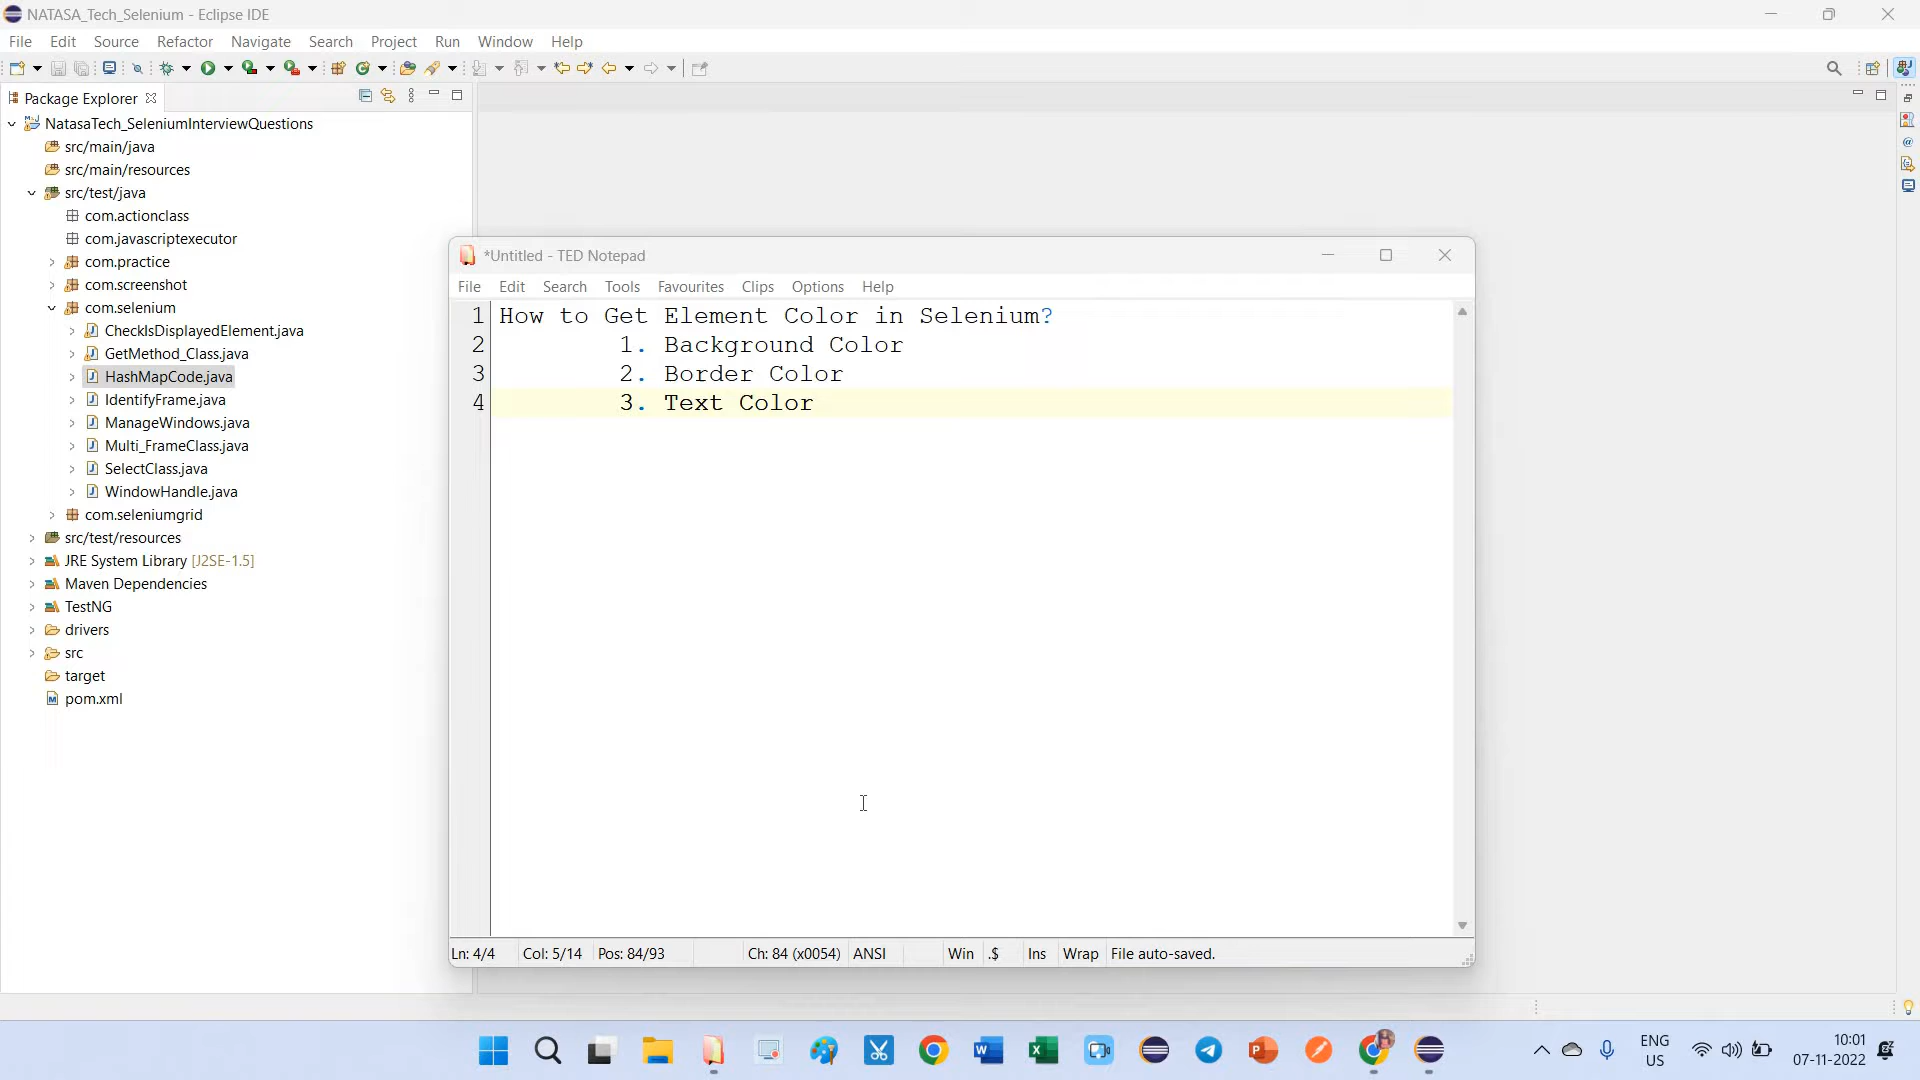 NATASA_Tech_Selenium - Eclipse IDE
File Edit Source Refactor Navigate Search Project Run Window Help
Package Explorer
NatasaTech_SeleniumInterviewQuestions
src/main/java
src/main/resources
src/test/java
com.actionclass
com.javascriptexecutor
com.practice
com.screenshot
com.selenium
CheckIsDisplayedElement.java
GetMethod_Class.java
HashMapCode.java
IdentifyFrame.java
ManageWindows.java
Multi_FrameClass.java
SelectClass.java
WindowHandle.java
com.seleniumgrid
src/test/resources
JRE System Library [J2SE-1.5]
Maven Dependencies
TestNG
drivers
src
target
pom.xml
*Untitled - TED Notepad
File Edit Search Tools Favourites Clips Options Help
1 How to Get Element Color in Selenium?
2 1. Background Color
3 2. Border Color
4 3. Text Color
Ln: 4/4 Col: 5/14 Pos: 84/93 Ch: 84 (x0054) ANSI Win .$ Ins Wrap File auto-saved.
ENG
US
10:01
07-11-2022